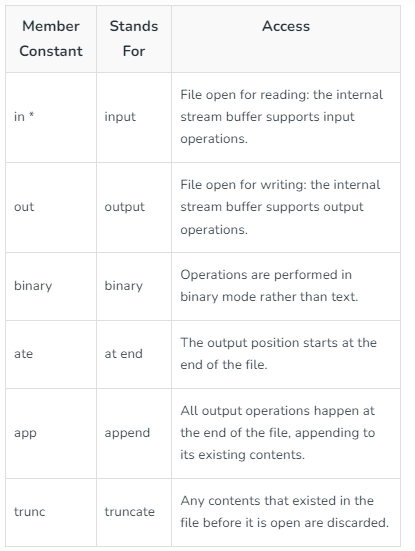 Member Constant	Stands For	Access
in *	input	File open for reading: the internal stream buffer supports input operations.
out	output	File open for writing: the internal stream buffer supports output operations.
binary	binary	Operations are performed in binary mode rather than text.
ate	at end	The output position starts at the end of the file.
app	append	All output operations happen at the end of the file, appending to its existing contents.
trunc	truncate	Any contents that existed in the file before it is open are discarded.